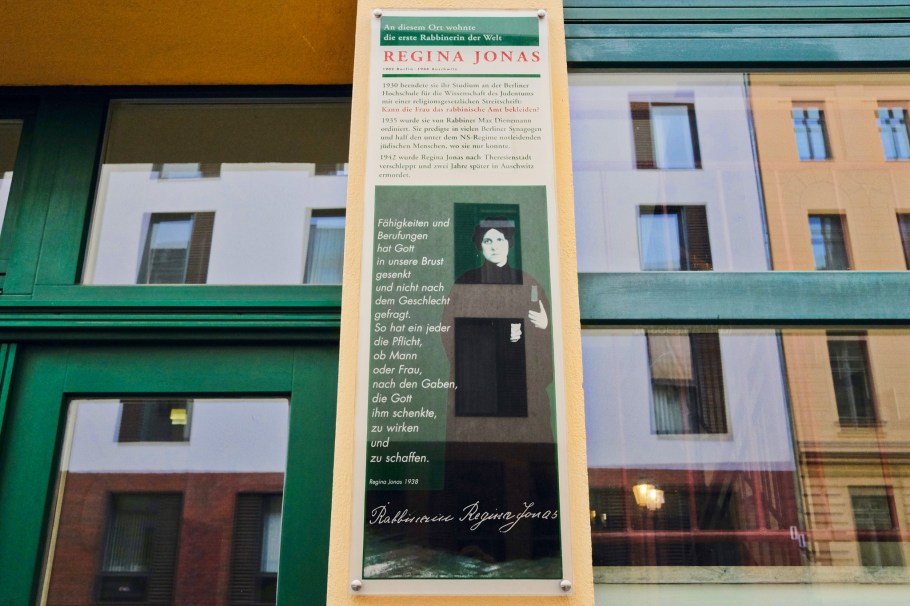 An diesem Ort wohnte
die erste Rabbinerin der Welt
REGINA JONAS
1902 Berlin - 1944 Auschwitz
1930 beendete sie ihr Studium an der Berliner
Hochschule für die Wissenschaft des Judentums
mit einer religionsgesetzlichen Streitschrift:
Kann die Frau das rabbinische Amt bekleiden?
1935 wurde sie von Rabbiner Max Dienemann
ordiniert. Sie predigte in vielen Berliner Synagogen
und half den unter dem NS-Regime notleidenden
jüdischen Menschen, wo sie nur konnte.
1942 wurde Regina Jonas nach Theresienstadt
verschleppt und zwei Jahre später in Auschwitz
ermordet.
Fähigkeiten und
Berufungen
hat Gott
in unsere Brust
gesenkt
und nicht nach
dem Geschlecht
gefragt.
So hat ein jeder
die Pflicht,
ob Mann
oder Frau,
nach den Gaben,
die Gott
ihm schenkte,
zu wirken
und
zu schaffen.
Regina Jonas 1938
Rabbinerin Regina Jonas